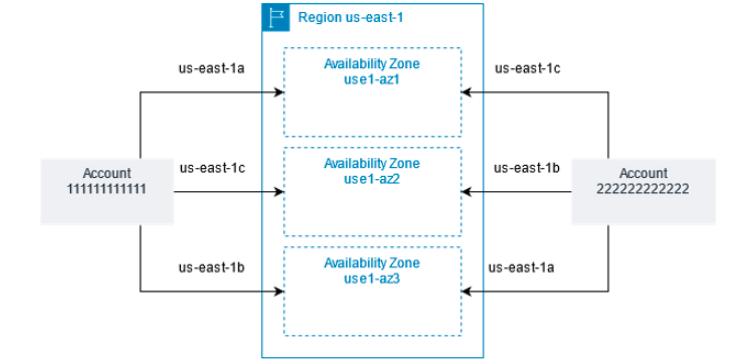 Region us-east-1
us-east-1a
Availability Zone
use1-az1
us-east-1c
Account
111111111111
us-east-1c
Availability Zone
use1-az2
us-east-1b
Account
222222222222
us-east-1b
Availability Zone
use1-az3
us-east-1a